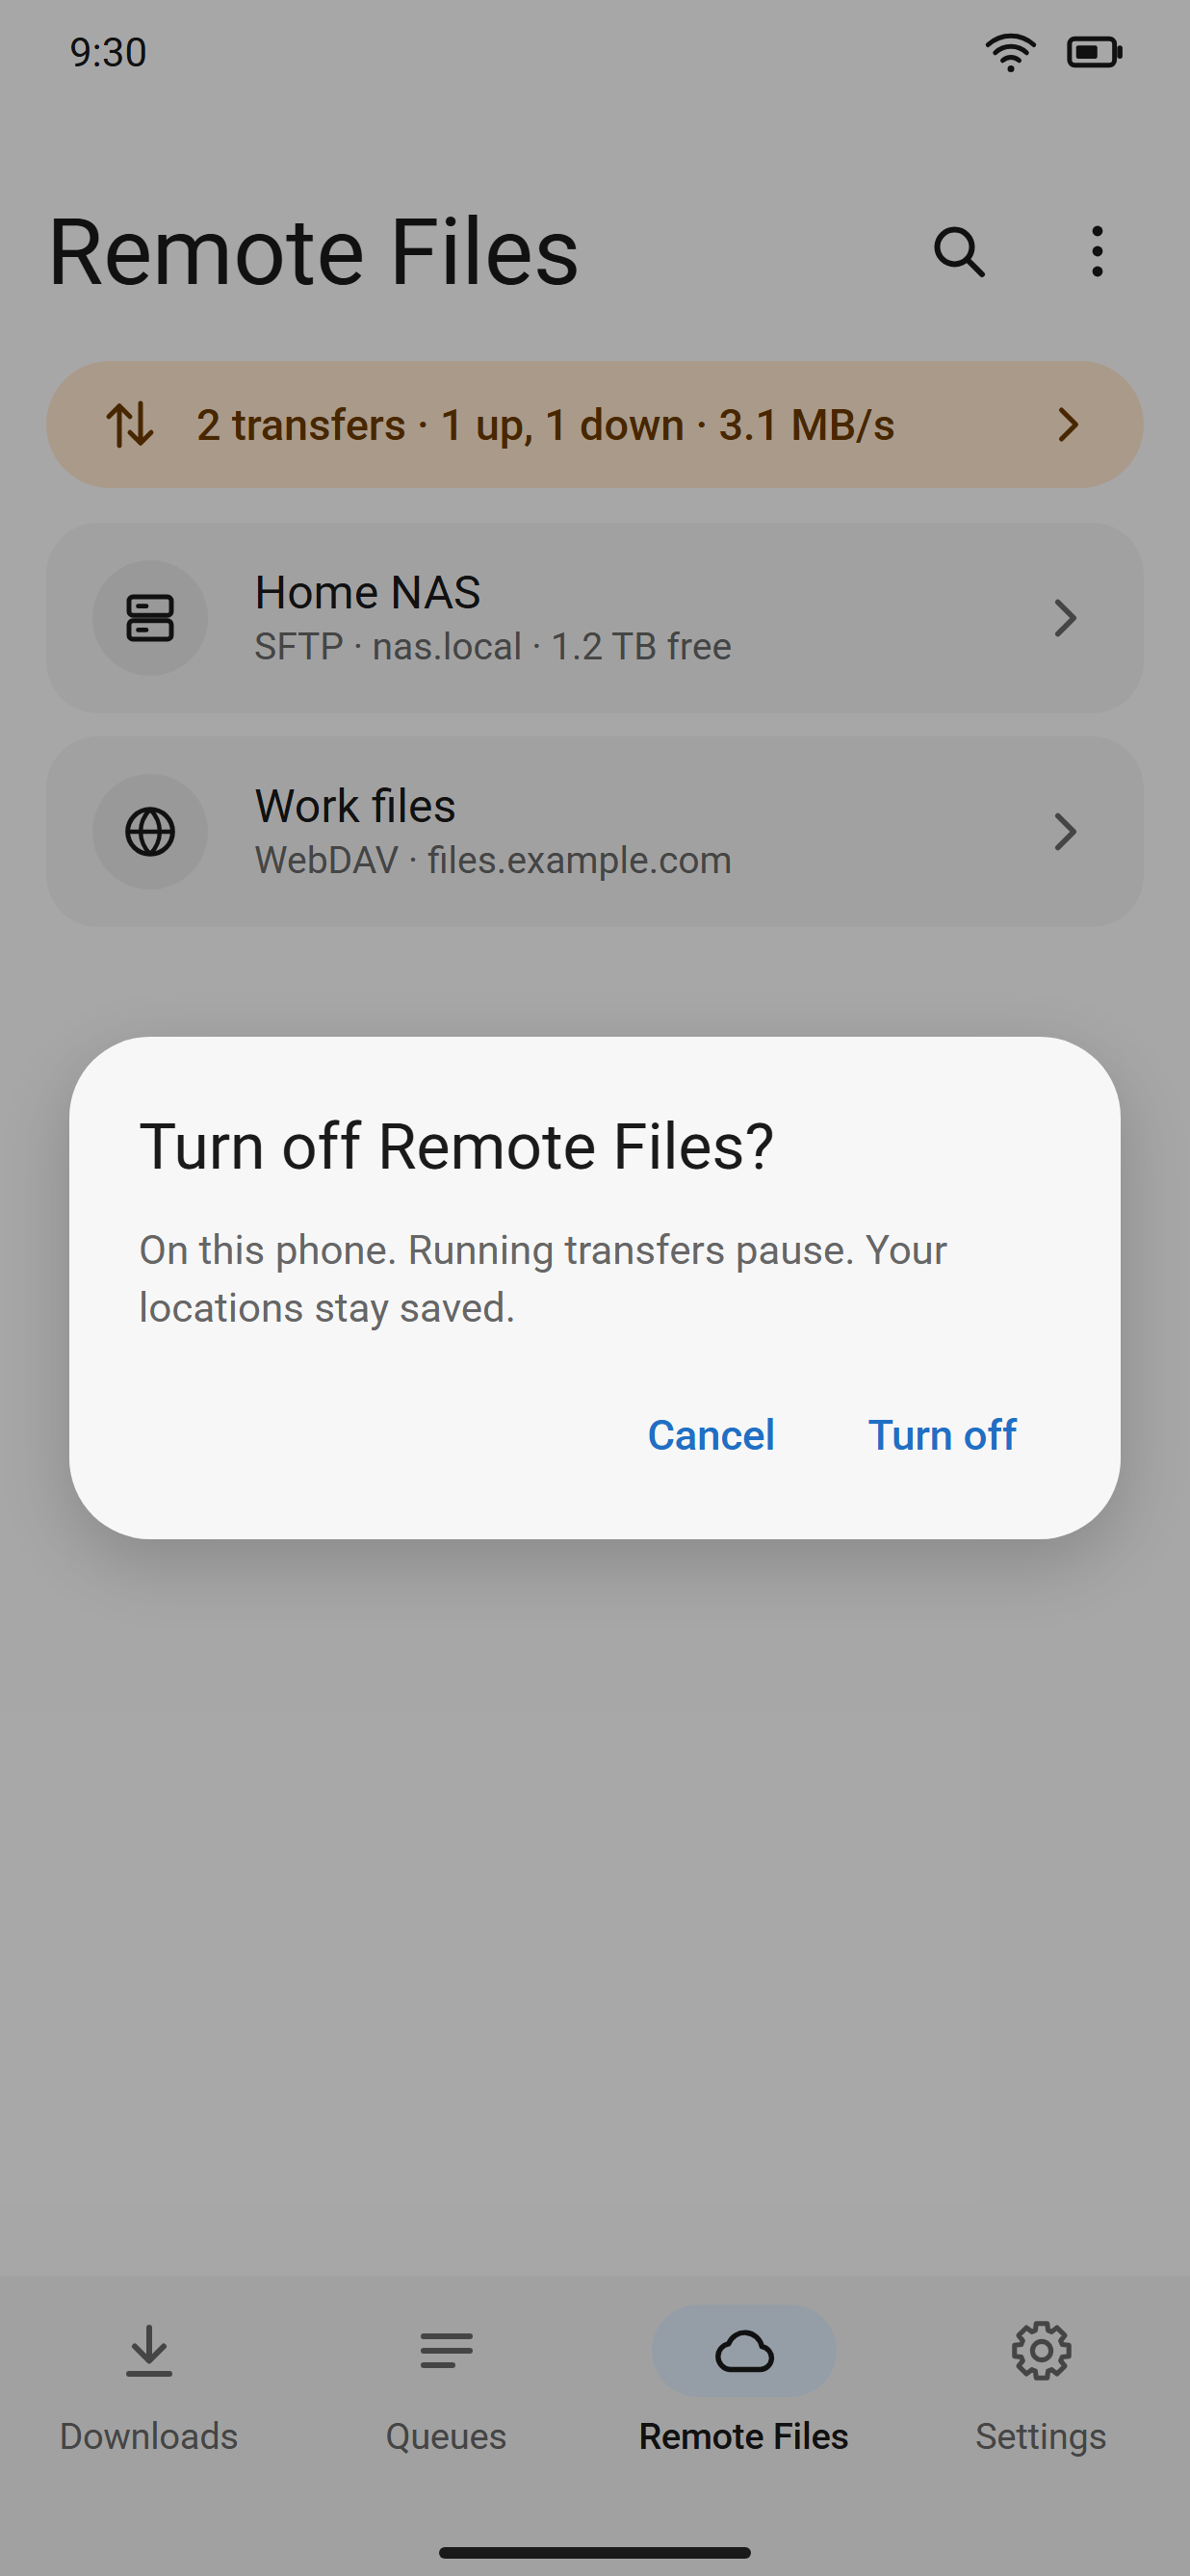 9:30
Remote Files
2 transfers · 1 up, 1 down · 3.1 MB/s
Home NAS
SFTP · nas.local · 1.2 TB free
Work files
WebDAV · files.example.com
Turn off Remote Files?
On this phone. Running transfers pause. Your
locations stay saved.
Cancel Turn off
Downloads Queues Remote Files Settings